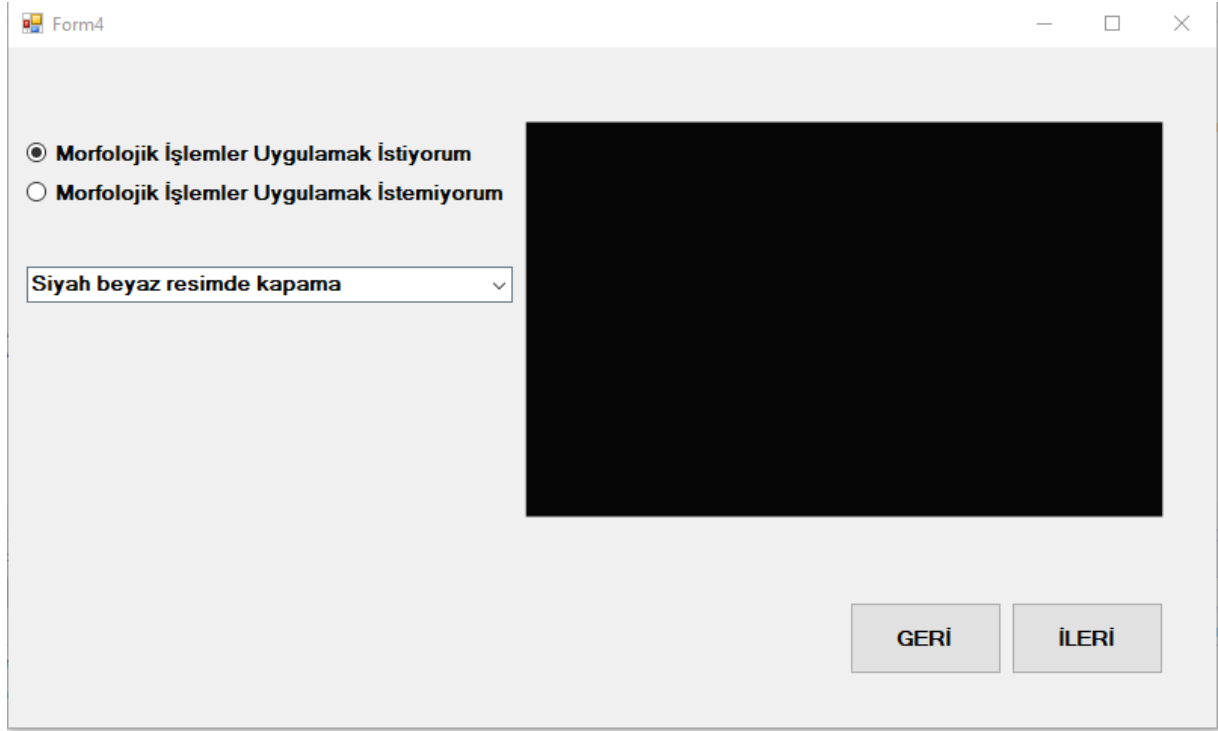 Form4
Morfolojik İşlemler Uygulamak İstiyorum
Morfolojik İşlemler Uygulamak İstemiyorum
Siyah beyaz resimde kapama
GERİ
İLERİ